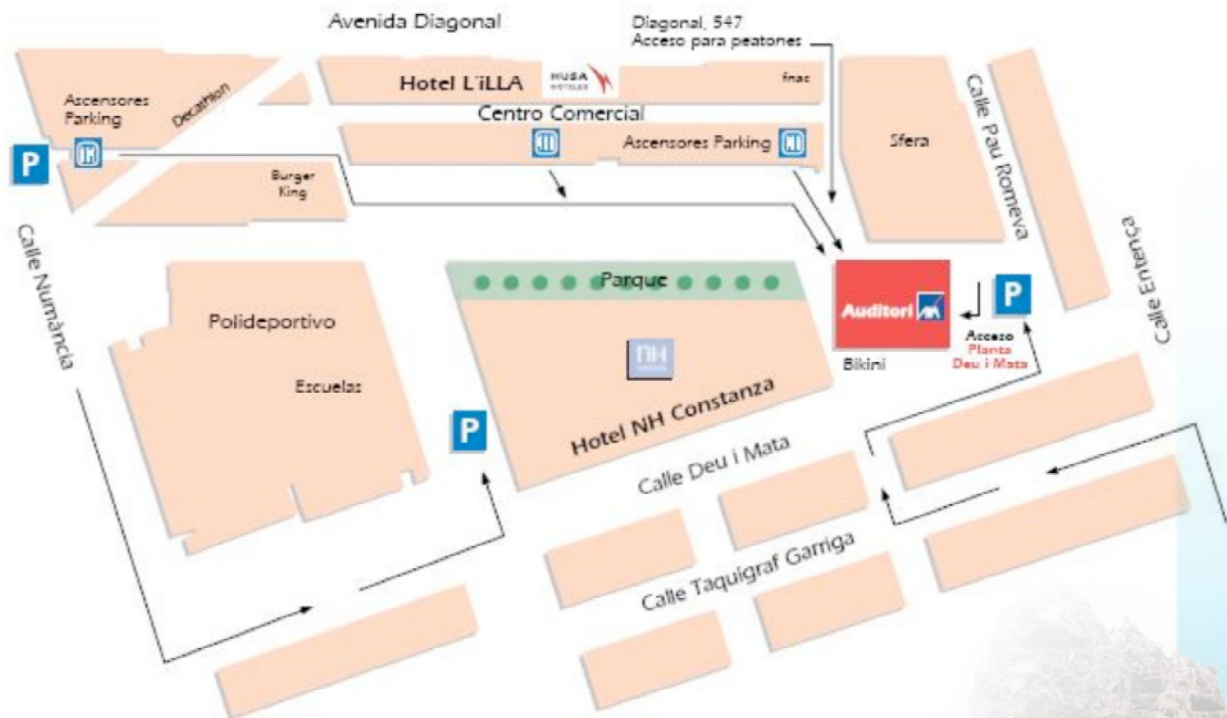 Avenida Diagonal
Diagonal, 547
Acceso para peatones
Ascensores
Parking
Decathlon
Hotel L'iLLA
HUSA
HOTELES
fnac
Centro Comercial
Ascensores Parking
Sfera
Calle Pau Romeva
P
Burger
King
Calle Entença
Calle Numància
Parque
Polideportivo
Auditori
P
Acceso
Planta
Deu i Mata
Bikini
nh
Escuelas
Hotel NH Constanza
P
Calle Deu i Mata
Calle Taquigraf Garriga